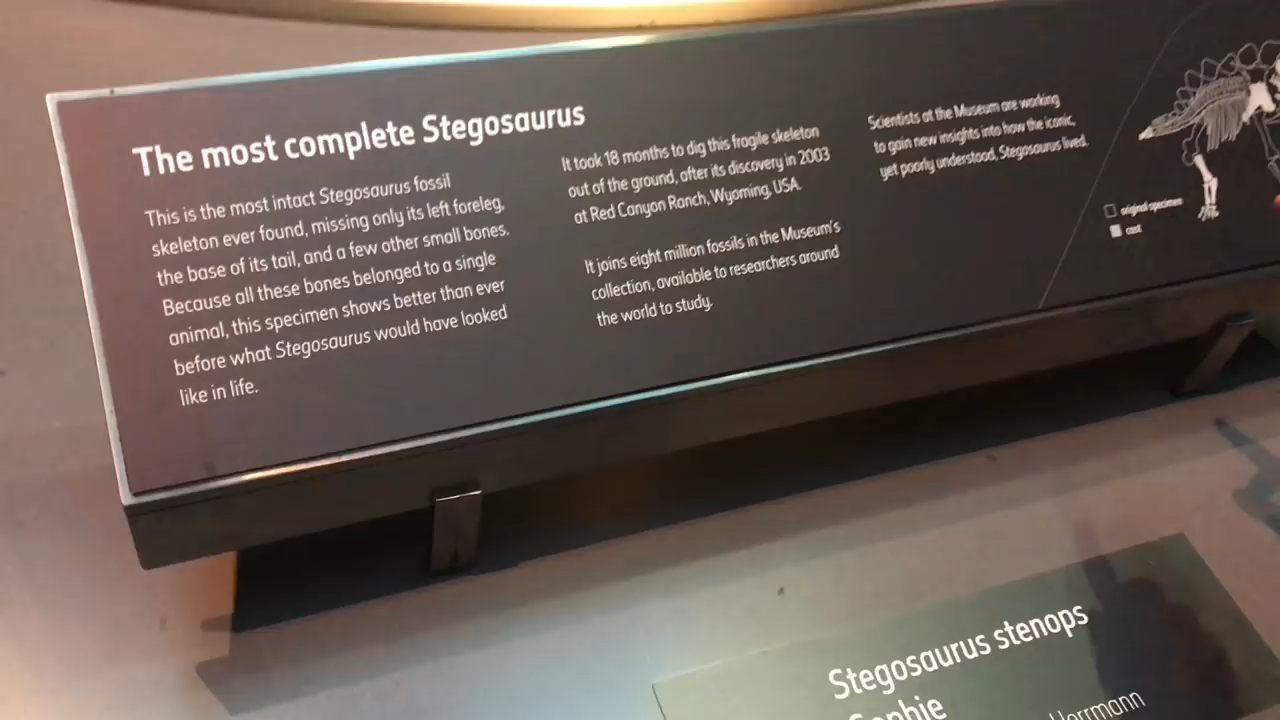 The most complete Stegosaurus
This is the most intact Stegosaurus fossil
skeleton ever found, missing only its left foreleg,
the base of its tail, and a few other small bones.
Because all these bones belonged to a single
animal, this specimen shows better than ever
before what Stegosaurus would have looked
like in life.
It took 18 months to dig this fragile skeleton
out of the ground, after its discovery in 2003
at Red Canyon Ranch, Wyoming, USA.
It joins eight million fossils in the Museum's
collection, available to researchers around
the world to study.
Scientists at the Museum are working
to gain new insights into how the iconic,
yet poorly understood, Stegosaurus lived.
original specimen
cast
Stegosaurus stenops
Sophie
Herrmann